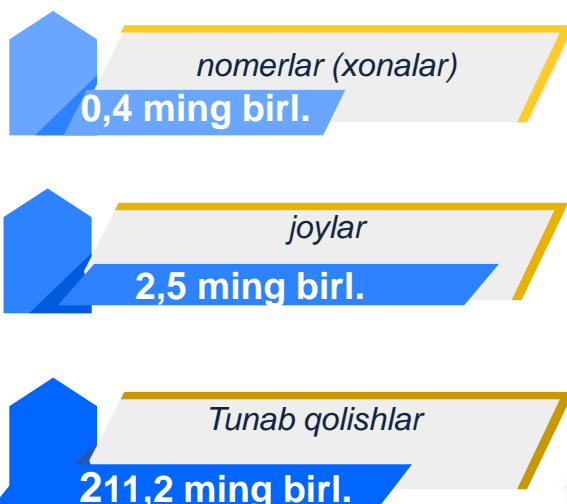 nomerlar (xonalar)
0,4 ming birl.
joylar
2,5 ming birl.
Tunab qolishlar
211,2 ming birl.